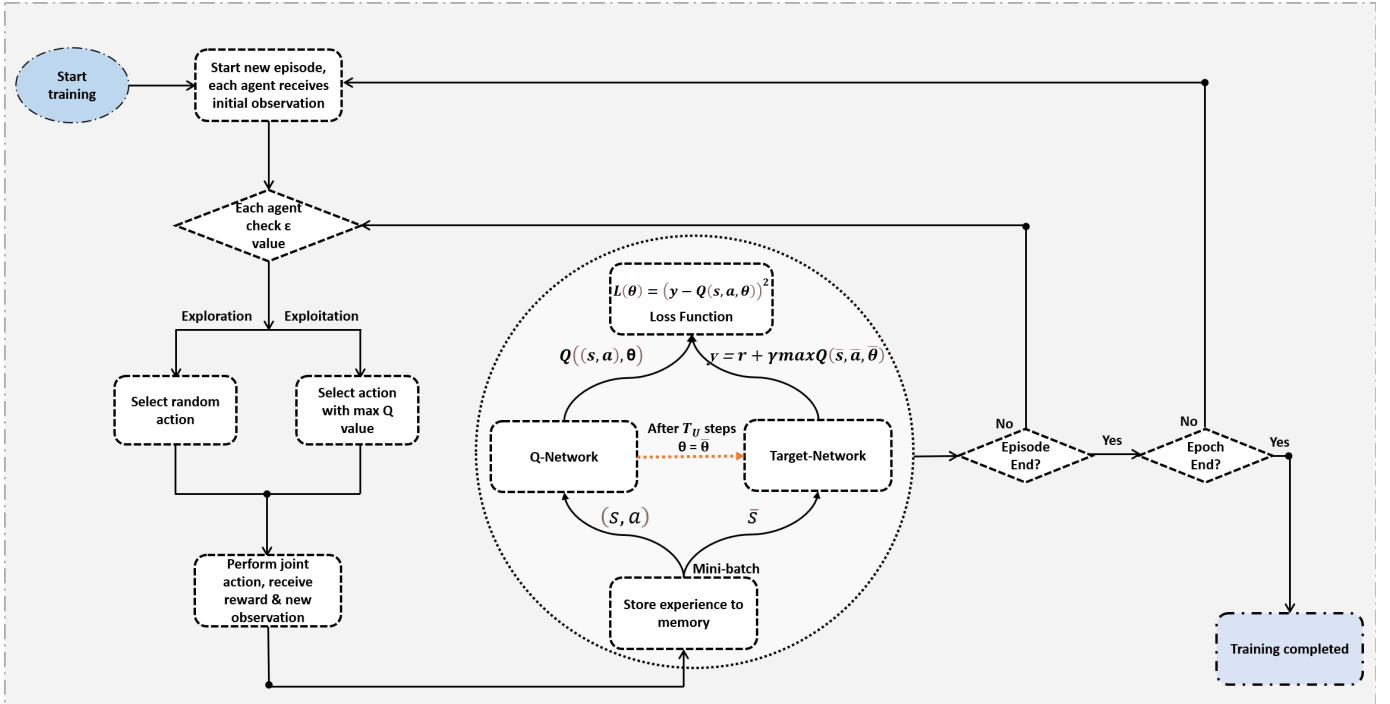 Start
training
Start new episode,
each agent receives
initial observation
Each agent
check ε
value
Exploration
Exploitation
Select random
action
Select action
with max Q
value
Perform joint
action, receive
reward & new
observation
L(θ) = (y − Q(s, a, θ))²
Loss Function
Q((s, a), θ)
y = r + γmaxQ(s̅, a̅, θ̅)
Q-Network
After T_U steps
θ = θ̅
Target-Network
(s, a)
s̅
Mini-batch
Store experience to
memory
No
Episode
End?
Yes
No
Epoch
End?
Yes
Training completed